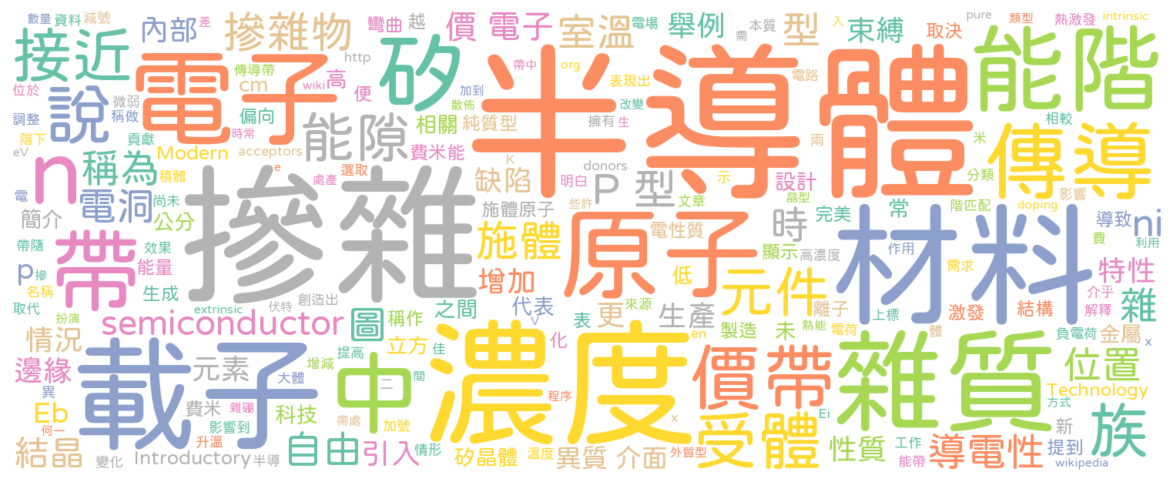 數量 資料 減號 內部 摻雜物 彎曲 越 價 電子 室溫 舉例 電場 需 本質 型 束縛 pure 類型 入 熱激發 intrinsic
差
接近 電子 傳導帶 http 矽 半導體 帶中 org 表現出 電路 取決 能階
位於 微弱 cm wiki 高 便 加到
調整 說 稱做 偏向 能隙 相關 純質型 散佈 改變 擁有 生 相較
階下 貢獻 時常 費米能 兩 米 傳導
eV n 稱為 Modern acceptors 選取 缺陷 K donors P 型 示 設計 分類
電 積體 e 處產 明白 文章 晶型 doping 影響
電洞 尚未 摻雜 施體原子 些許 完美 常 階匹配 導致 ni
簡介 公分 施體 原子 電性質 時 顯示 材料 費 利用
帶隨 帶 效果 高濃度 作用 需求
p 摻 能量 增加 低 元件 離子 特性
名稱 生成 創造出 代表 來源 更 生產 上標 激發 結構 介乎 雜
取代 扮演 extrinsic 伏特 之間 V 表 熱能 電荷 解釋
semiconductor 圖 稱作 濃度 化 en 製造 未 體 負電荷 金屬 x
情況 載子 立方 佳 價帶 雜質 位置
邊緣 元素 增減 提高 中 間
異 大體 二 程序 Technology
Eb 費米 雜硼 科技 加號 x Ei 方式 族
何一 影響到 受體 新
結晶 升溫 自由 引入 情形 矽晶體 溫度 異質 介面 外質型 性質 工作 導電性 提到
變化 Introductory 半導 帶處 能帶 wikipedia